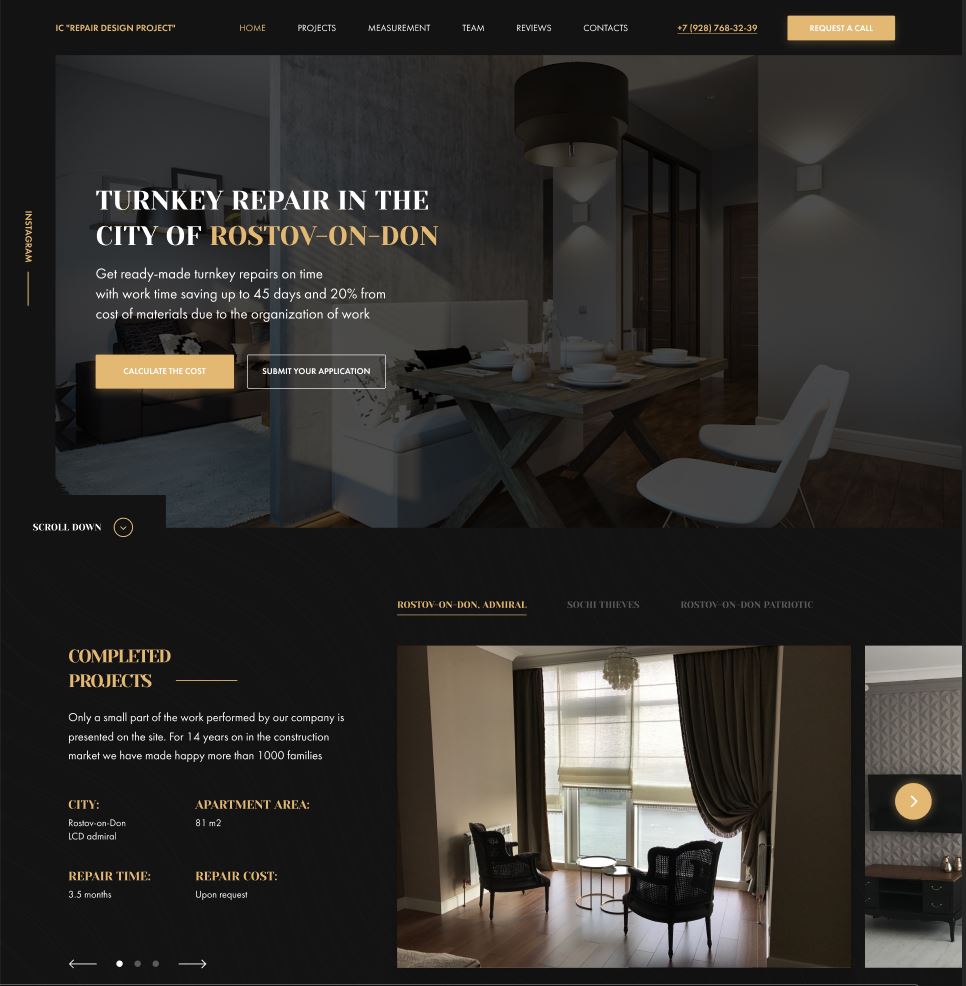 IC "REPAIR DESIGN PROJECT"
HOME
PROJECTS
MEASUREMENT
TEAM
REVIEWS
CONTACTS
+7 (928) 768-32-39
REQUEST A CALL
INSTAGRAM
TURNKEY REPAIR IN THE
CITY OF ROSTOV-ON-DON
Get ready-made turnkey repairs on time
with work time saving up to 45 days and 20% from
cost of materials due to the organization of work
CALCULATE THE COST
SUBMIT YOUR APPLICATION
SCROLL DOWN
ROSTOV-ON-DON, ADMIRAL
SOCHI THIEVES
ROSTOV-ON-DON PATRIOTIC
COMPLETED
PROJECTS
Only a small part of the work performed by our company is
presented on the site. For 14 years on in the construction
market we have made happy more than 1000 families
CITY:
Rostov-on-Don
LCD admiral
APARTMENT AREA:
81 m2
REPAIR TIME:
3.5 months
REPAIR COST:
Upon request